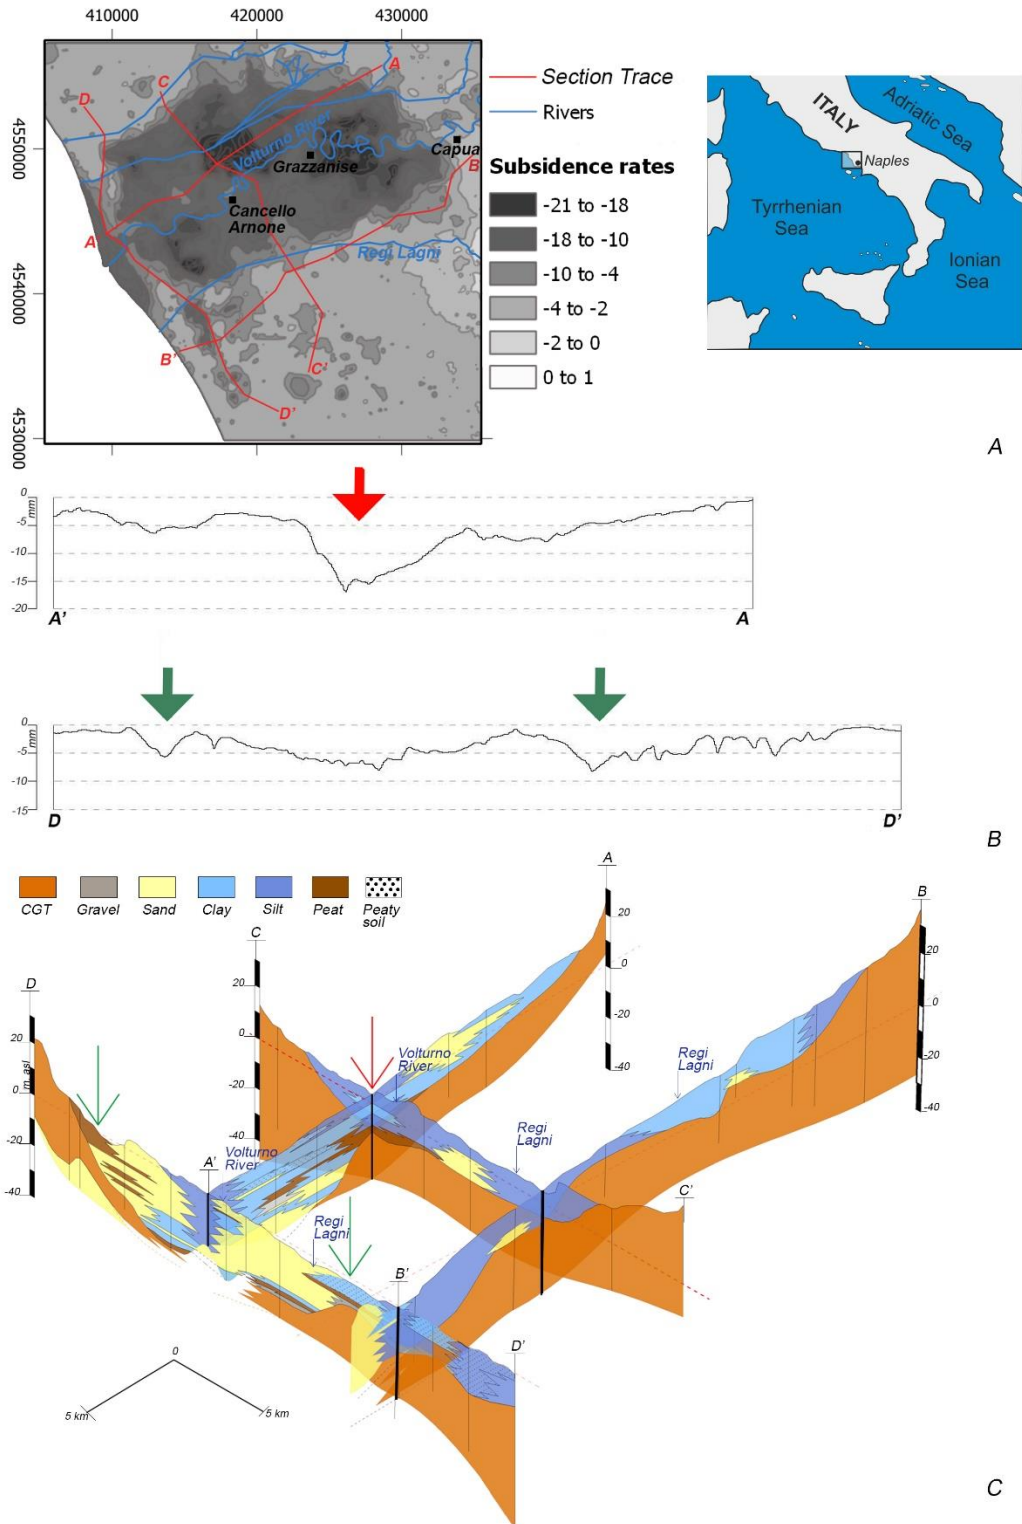 410000
420000
430000
4550000
4540000
4530000
A
C
D
Volturno River
Grazzanise
Capua
B
Cancello
Arnone
A'
Regi Lagni
B'
C'
D'
Section Trace
Rivers
Subsidence rates
-21 to -18
-18 to -10
-10 to -4
-4 to -2
-2 to 0
0 to 1
ITALY
Adriatic Sea
Naples
Tyrrhenian
Sea
Ionian
Sea
A
0
mm
-5
-10
-15
-20
A'
A
0
mm
-5
-10
-15
D
D'
B
CGT
Gravel
Sand
Clay
Silt
Peat
Peaty
soil
A
20
0
-20
-40
B
20
0
-20
-40
C
20
0
-20
-40
D
20
m asl
0
-20
-40
Volturno
River
Regi
Lagni
Regi
Lagni
Volturno
River
A'
Regi
Lagni
B'
C'
D'
0
5 km
5 km
C